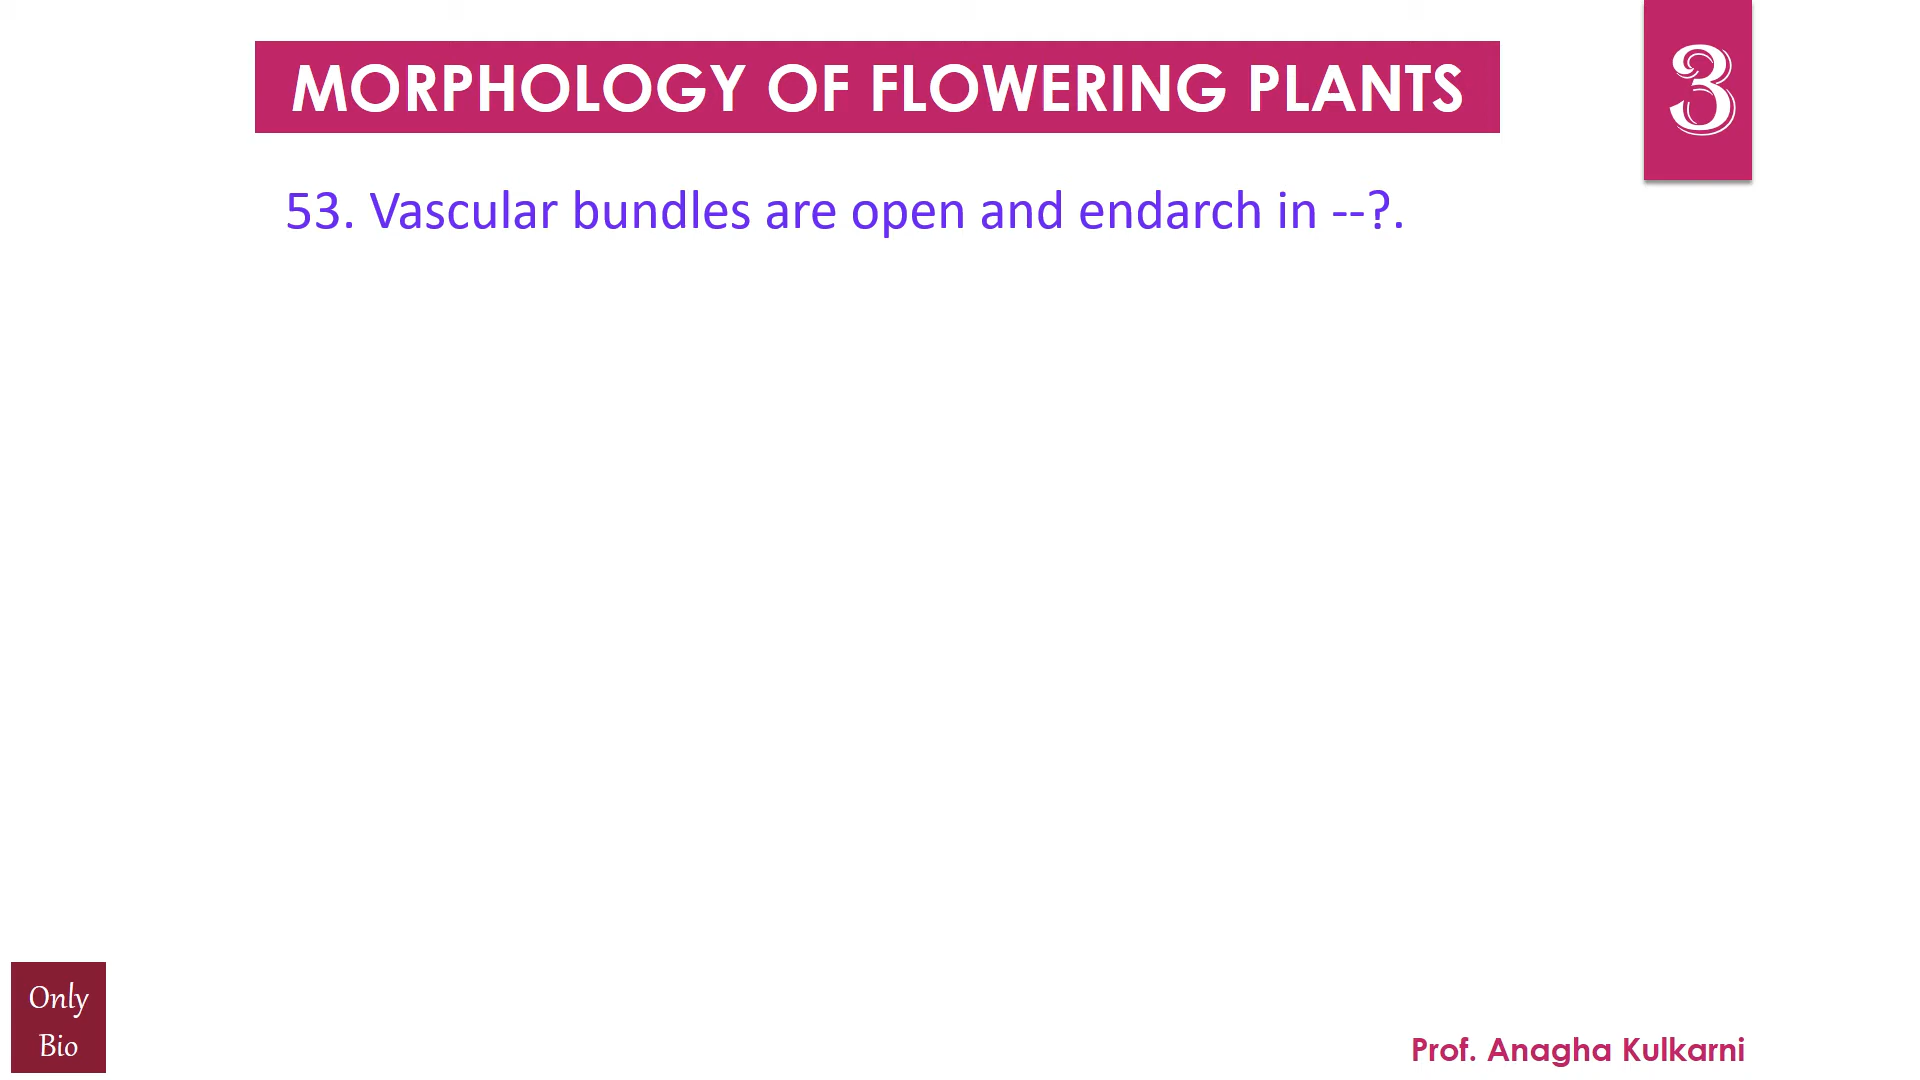 MORPHOLOGY OF FLOWERING PLANTS
3
53. Vascular bundles are open and endarch in --?.
Only
Bio
Prof. Anagha Kulkarni